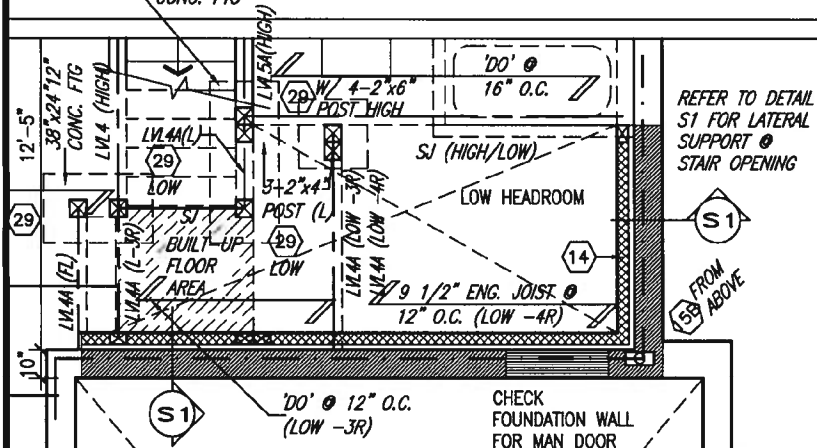 CONC. FTG
12'-5"
38"x24"12"
CONC. FTG
LVL4 (HIGH)
LVL5A(HIGH)
29
W/ 4-2"x6"
POST HIGH
'DO' @
16" O.C.
REFER TO DETAIL
S1 FOR LATERAL
SUPPORT @
STAIR OPENING
LVL4A(L)
29
LOW
SJ
3-2"x4"
POST (L)
29
LOW
SJ (HIGH/LOW)
LOW HEADROOM
S1
14
29
BUILT-UP
FLOOR
AREA
LVL4A (FL)
LVL4A (L-3R)
LVL4A (LOW -3R)
LVL4A (LOW -4R)
9 1/2" ENG. JOIST @
12" O.C. (LOW -4R)
15B
FROM
ABOVE
10"
S1
'DO' @ 12" O.C.
(LOW -3R)
CHECK
FOUNDATION WALL
FOR MAN DOOR